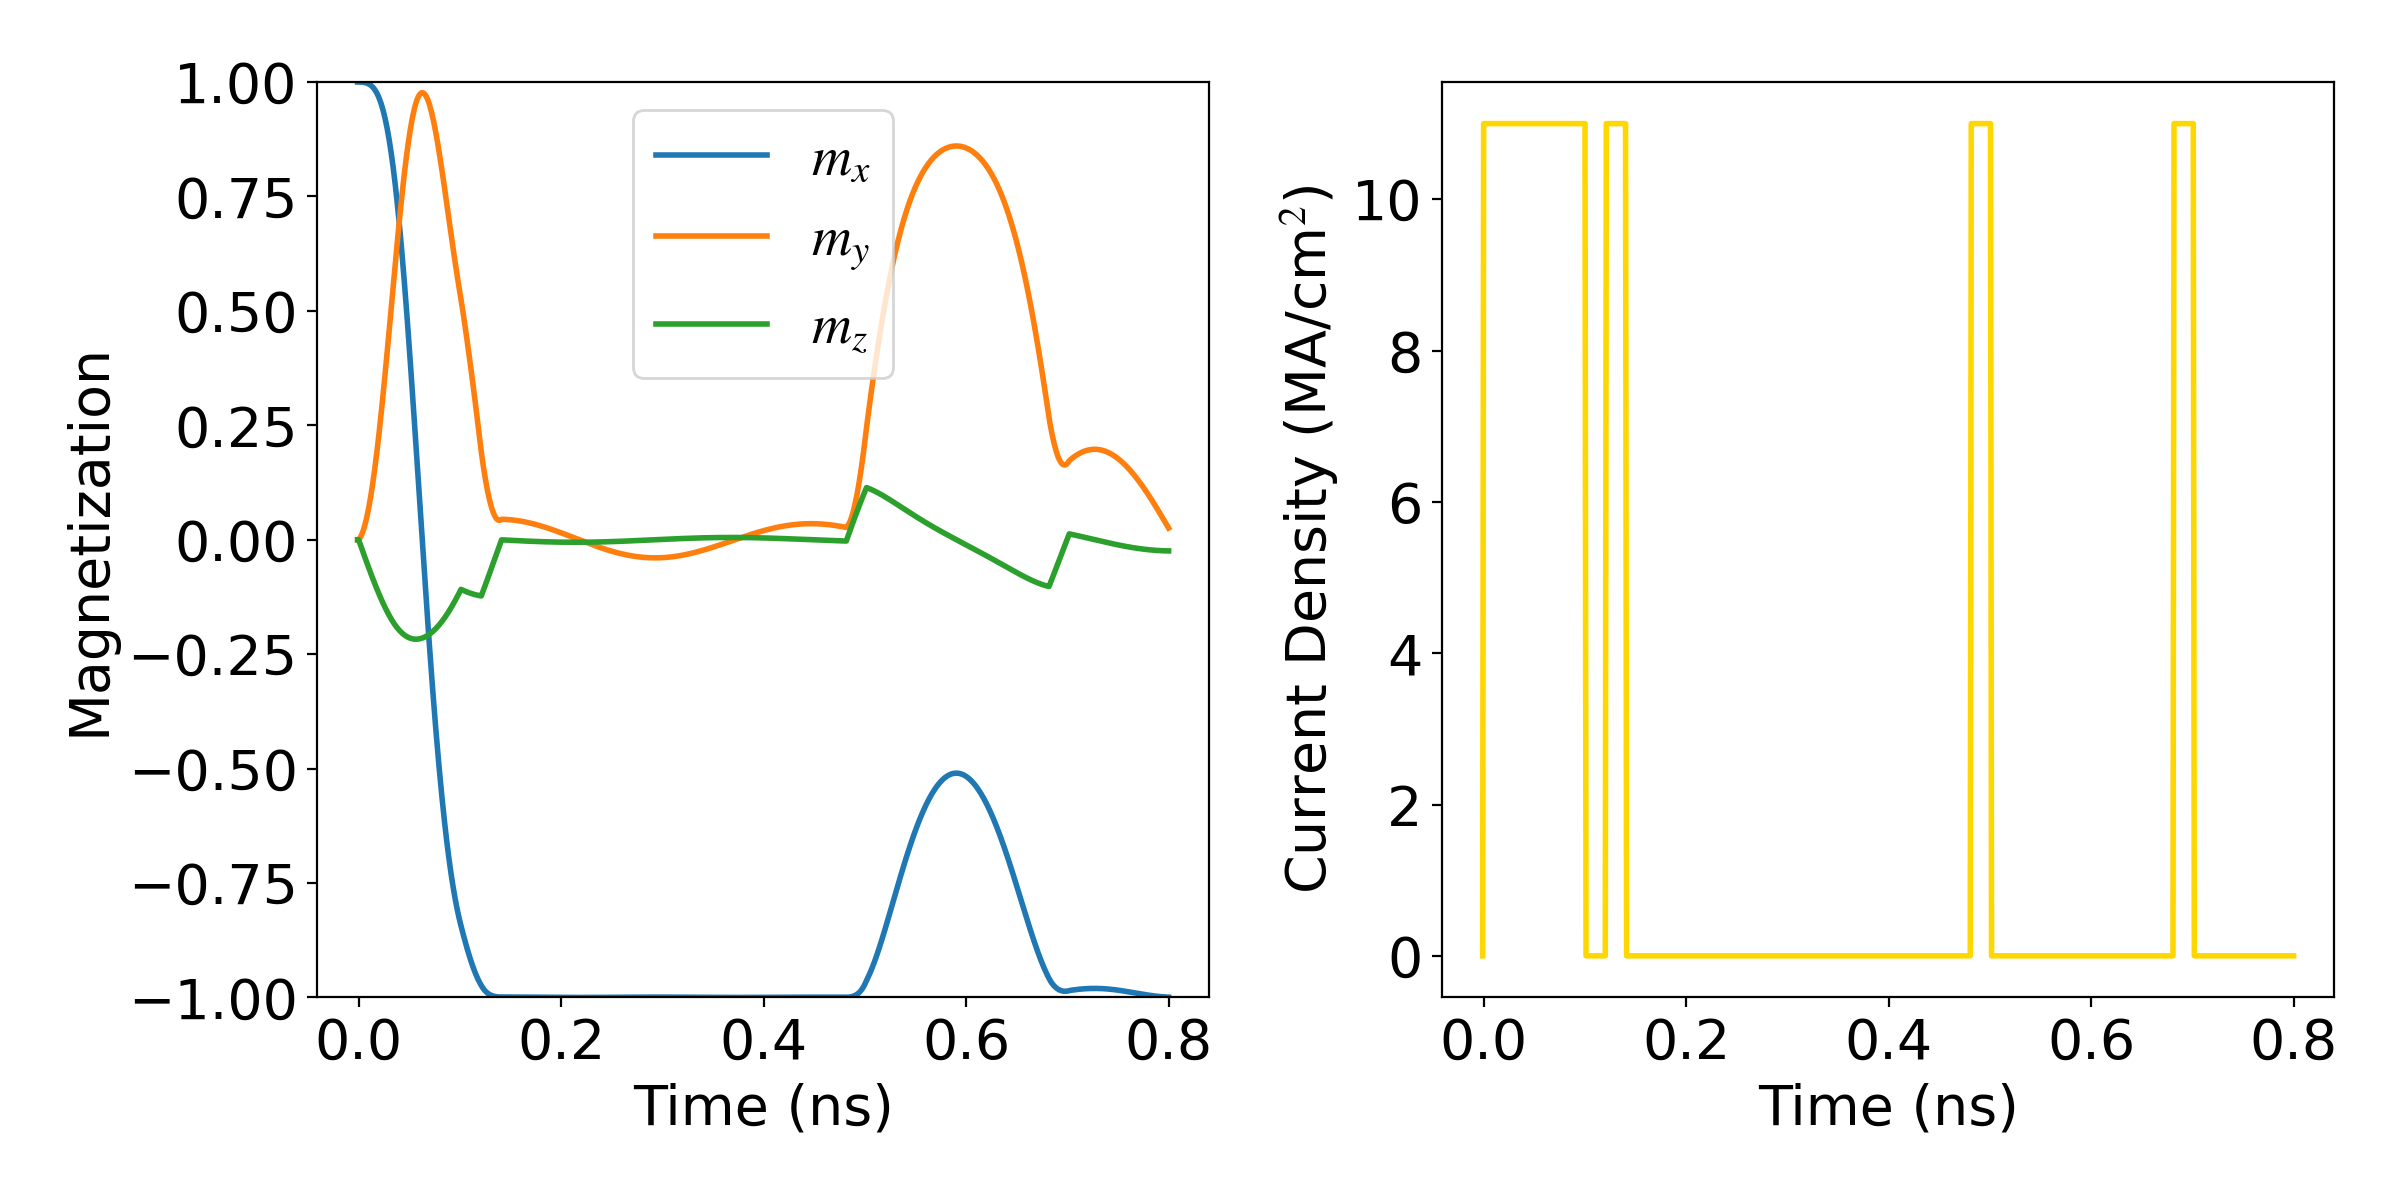 Magnetization
1.00
0.75
0.50
0.25
0.00
−0.25
−0.50
−0.75
−1.00
0.0 0.2 0.4 0.6 0.8
Time (ns)
m_x
m_y
m_z
Current Density (MA/cm²)
10
8
6
4
2
0
0.0 0.2 0.4 0.6 0.8
Time (ns)